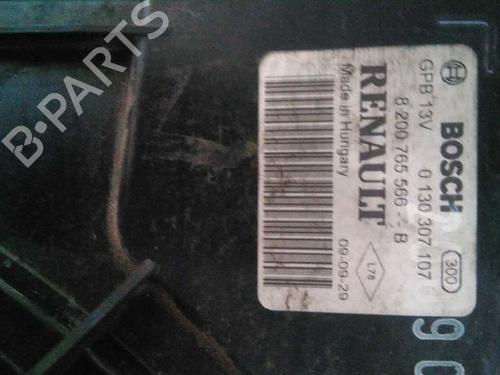 BOSCH
GPB 13V 0 130 307 107
300
8 200 765 566 -- B
RENAULT
Made in Hungary 09-09-29
L78
B-PARTS